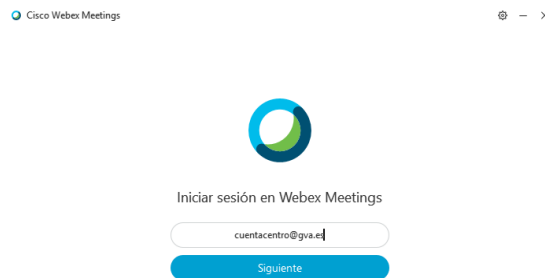 Cisco Webex Meetings
Iniciar sesión en Webex Meetings
cuentacentro@gva.es
Siguiente